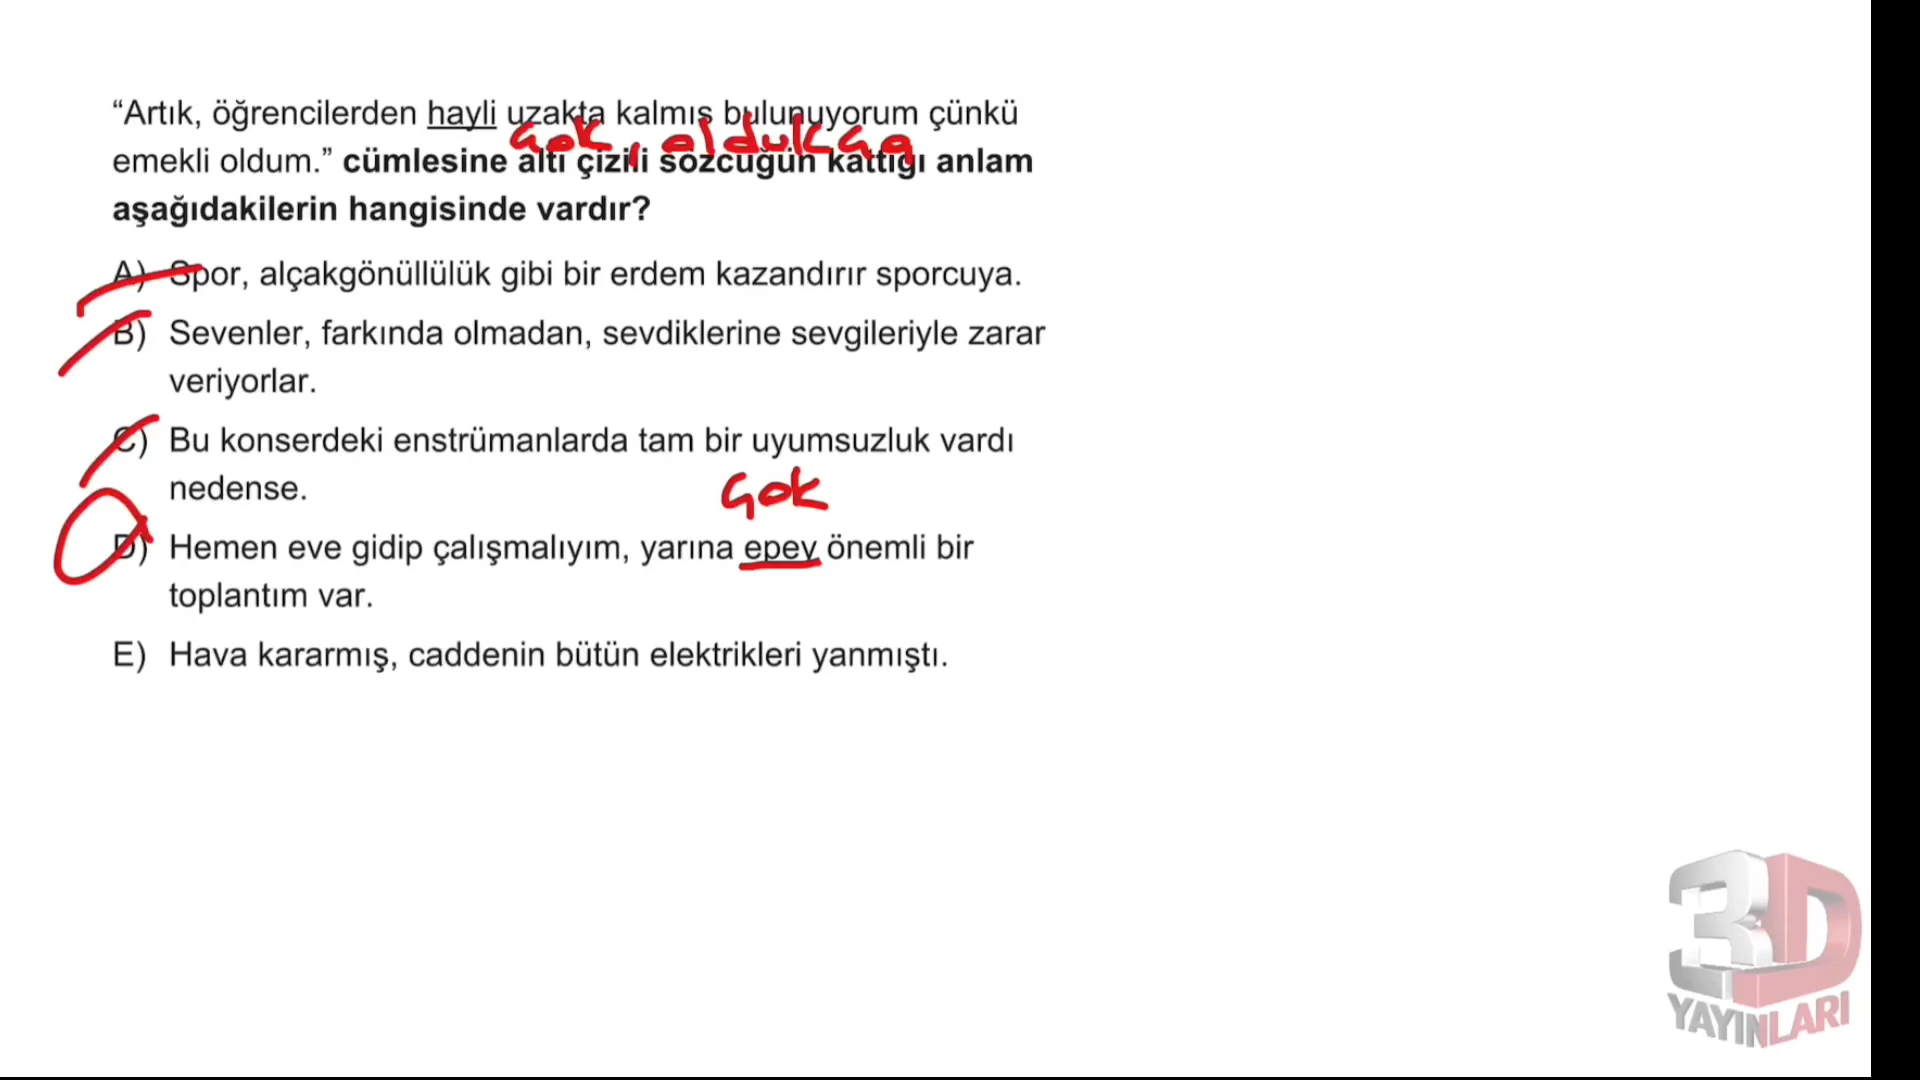 “Artık, öğrencilerden hayli uzakta kalmış bulunuyorum çünkü
çok, oldukça
emekli oldum.” cümlesine altı çizili sözcüğün kattığı anlam
aşağıdakilerin hangisinde vardır?
A) Spor, alçakgönüllülük gibi bir erdem kazandırır sporcuya.
B) Sevenler, farkında olmadan, sevdiklerine sevgileriyle zarar
veriyorlar.
C) Bu konserdeki enstrümanlarda tam bir uyumsuzluk vardı
nedense.
çok
D) Hemen eve gidip çalışmalıyım, yarına epey önemli bir
toplantım var.
E) Hava kararmış, caddenin bütün elektrikleri yanmıştı.
3D
YAYINLARI